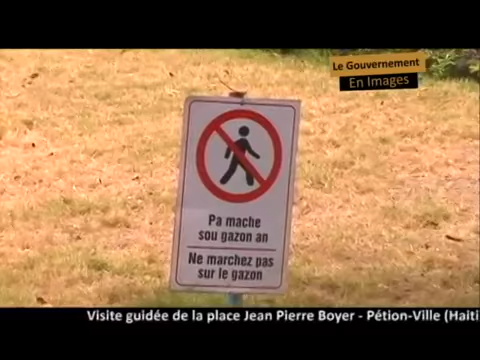 Le Gouvernement
En Images
Pa mache
sou gazon an
Ne marchez pas
sur le gazon
Visite guidée de la place Jean Pierre Boyer - Pétion-Ville (Haiti